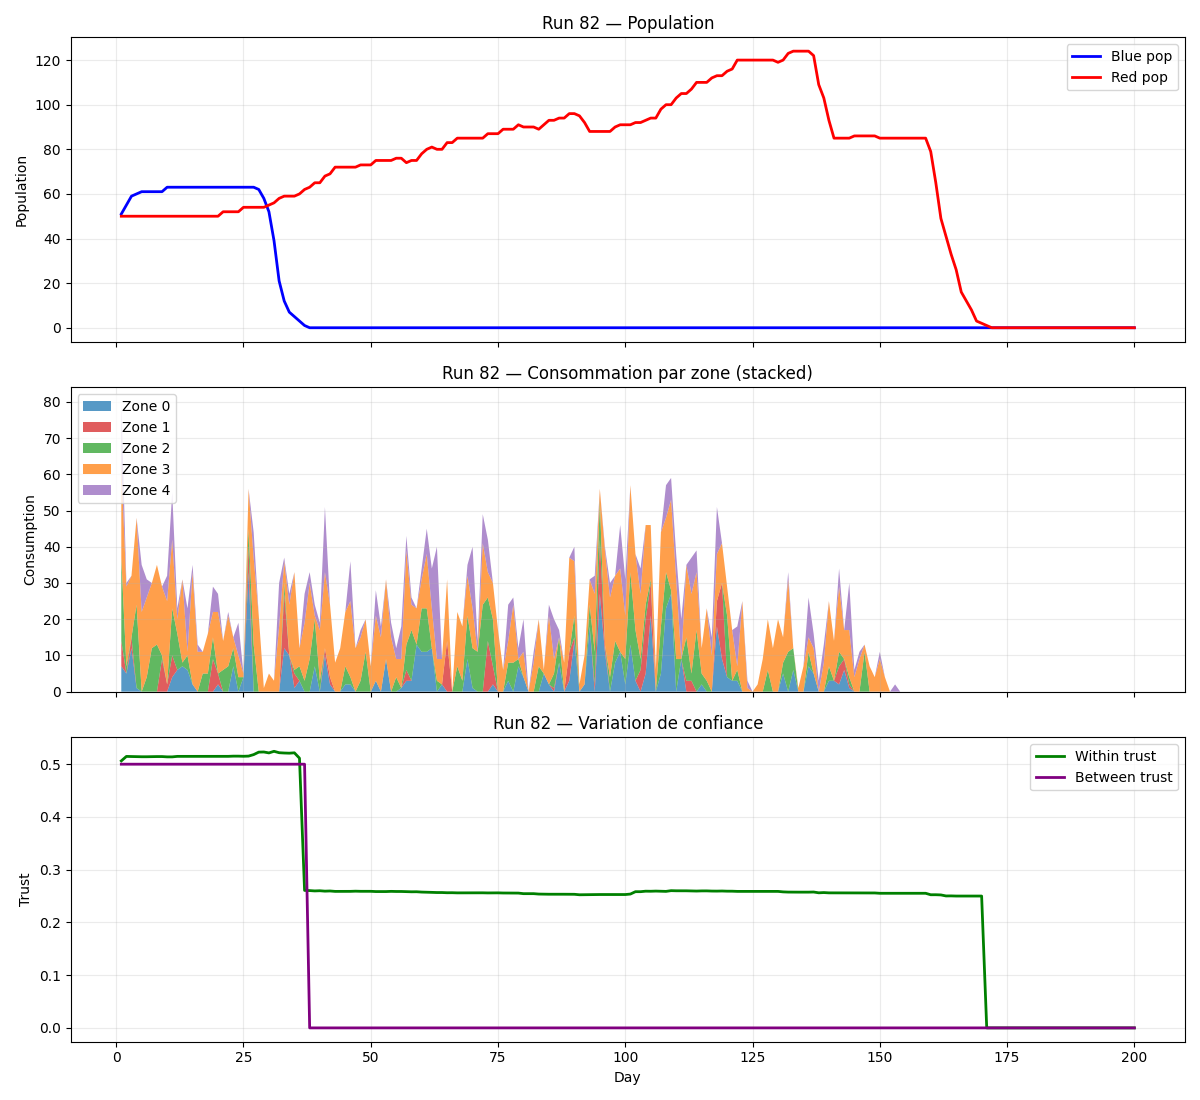 Run 82 — Population
120
100
80
60
40
20
0
Population
Blue pop
Red pop
Run 82 — Consommation par zone (stacked)
80
70
60
50
40
30
20
10
0
Consumption
Zone 0
Zone 1
Zone 2
Zone 3
Zone 4
Run 82 — Variation de confiance
0.5
0.4
0.3
0.2
0.1
0.0
Trust
Within trust
Between trust
0 25 50 75 100 125 150 175 200
Day